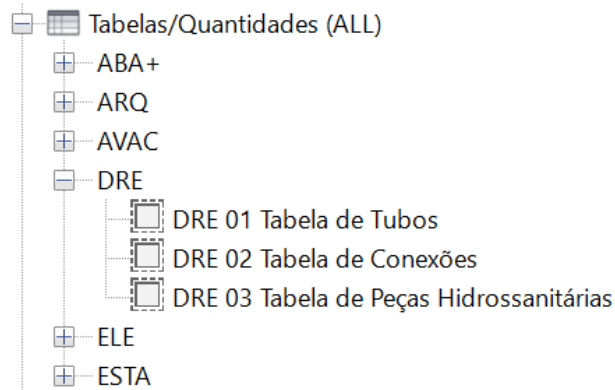 Tabelas/Quantidades (ALL)
ABA+
ARQ
AVAC
DRE
DRE 01 Tabela de Tubos
DRE 02 Tabela de Conexões
DRE 03 Tabela de Peças Hidrossanitárias
ELE
ESTA